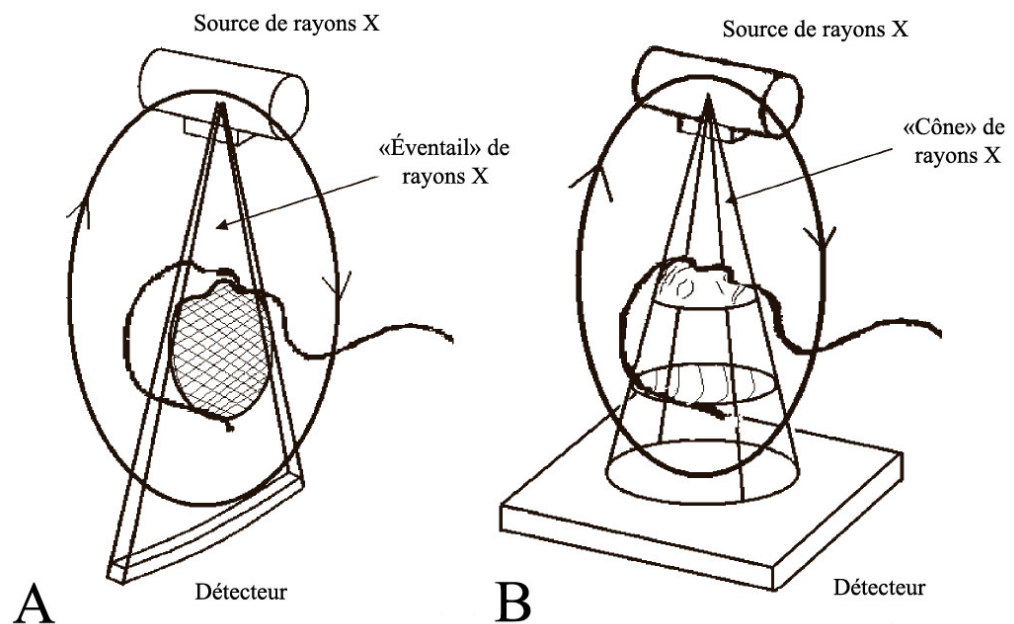 Source de rayons X
«Éventail» de
rayons X
Détecteur
A
Source de rayons X
«Cône» de
rayons X
Détecteur
B